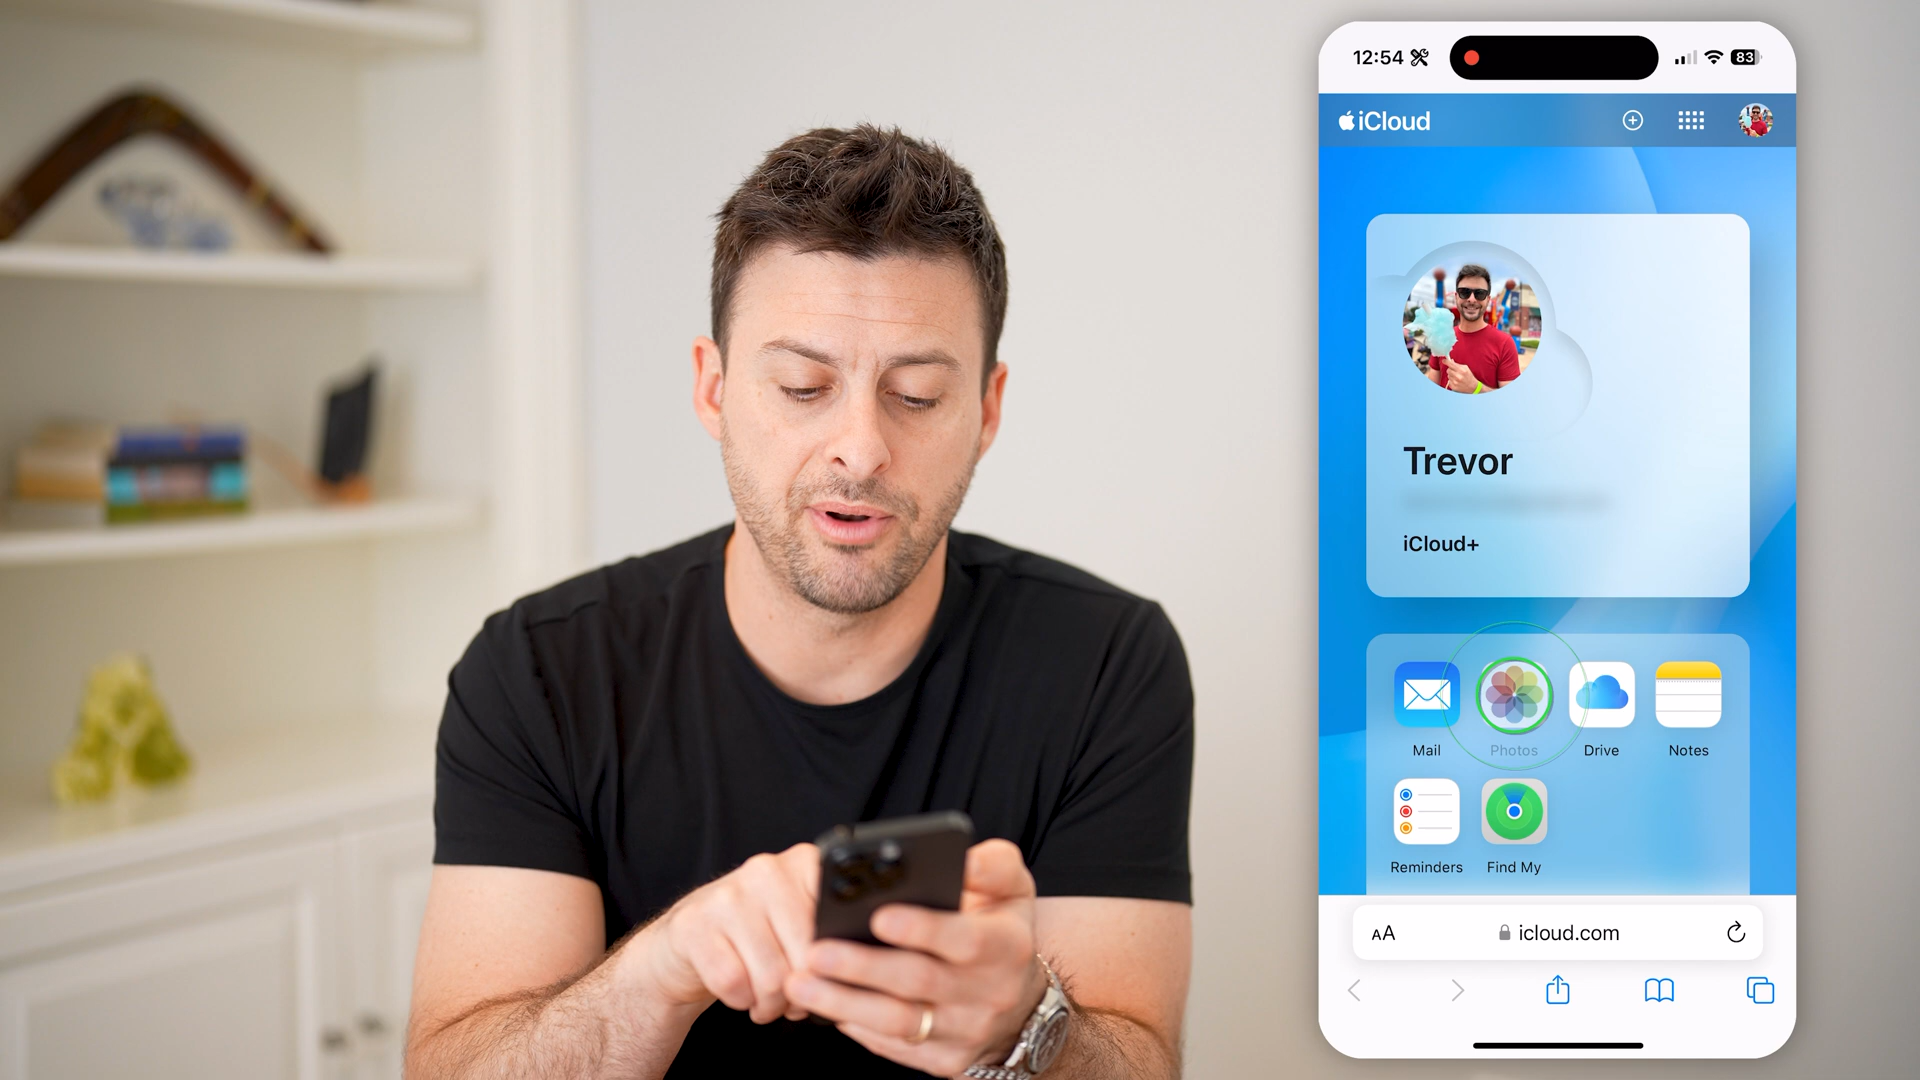 12:54
83
iCloud
Trevor
iCloud+
Mail
Photos
Drive
Notes
Reminders
Find My
AA
icloud.com